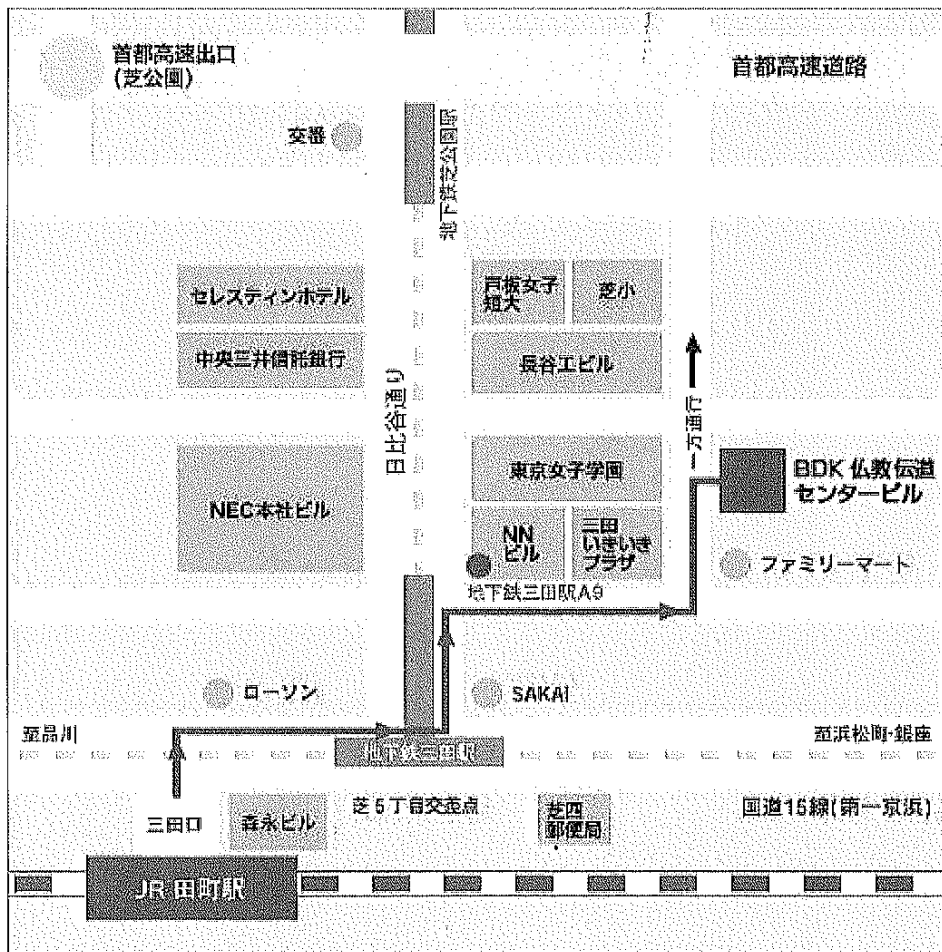 首都高速出口
(芝公園)
首都高速道路
交番
地下鉄芝公園駅
セレスティンホテル
戸板女子
短大
芝小
中央三井信託銀行
長谷工ビル
日比谷通り
一方通行
東京女子学園
BDK 仏教伝道
センタービル
NEC本社ビル
NN
ビル
三田
いきいき
プラザ
ファミリーマート
地下鉄三田駅A9
ローソン
SAKAI
至品川
至浜松町・銀座
地下鉄三田駅
三田口
森永ビル
芝5丁目交差点
芝四
郵便局
国道15線(第一京浜)
JR 田町駅